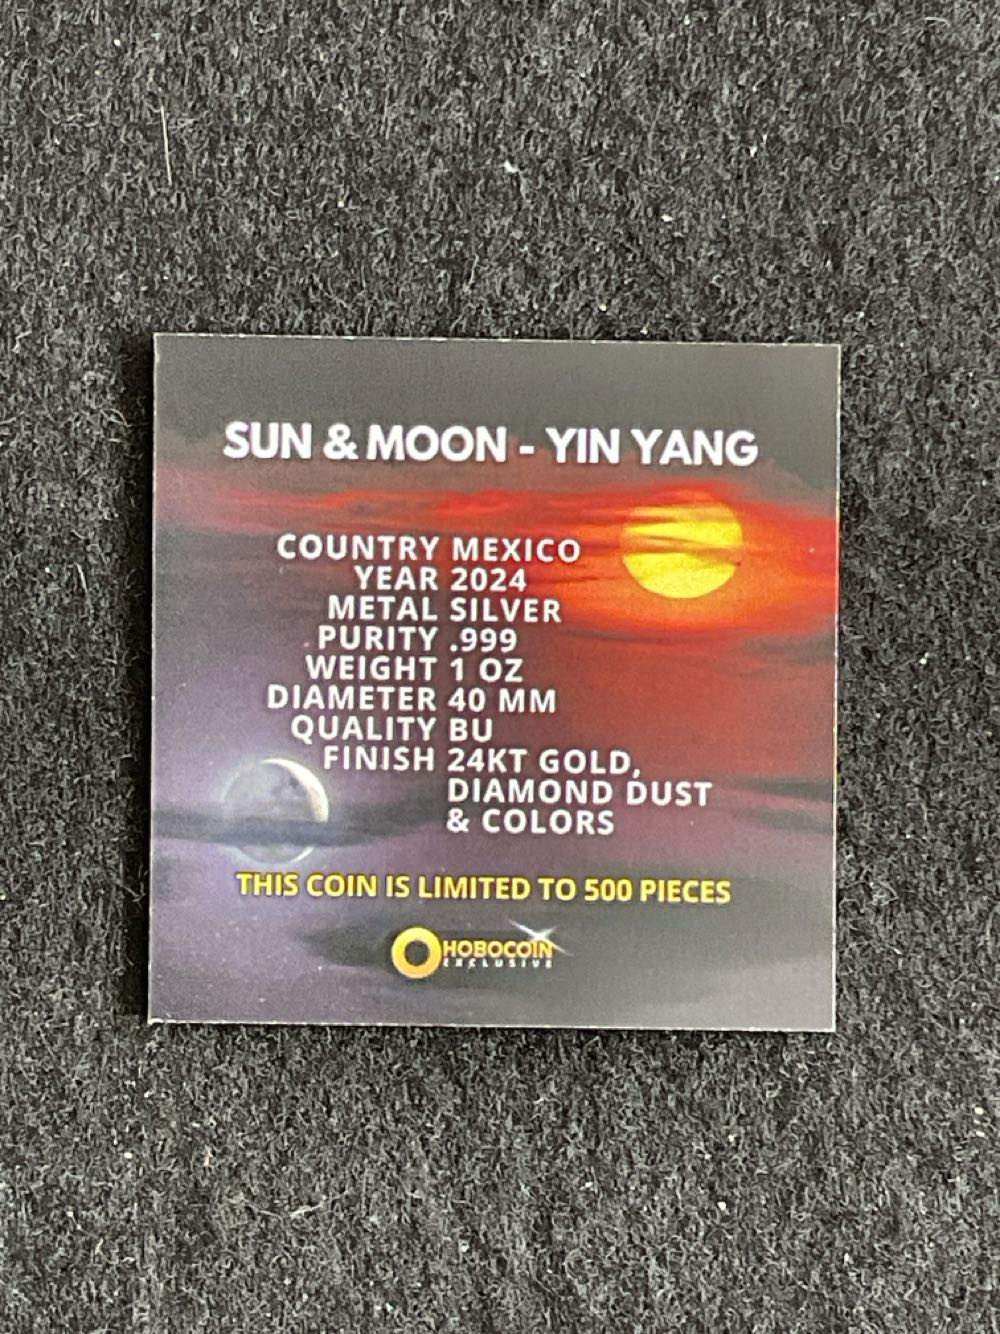 SUN & MOON - YIN YANG
COUNTRY MEXICO
YEAR 2024
METAL SILVER
PURITY .999
WEIGHT 1 OZ
DIAMETER 40 MM
QUALITY BU
FINISH 24KT GOLD,
DIAMOND DUST
& COLORS
THIS COIN IS LIMITED TO 500 PIECES
HOBOCOIN
EXCLUSIVE